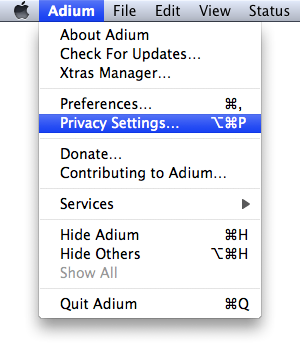 Adium File Edit View Status
About Adium
Check For Updates...
Xtras Manager...
Preferences... ⌘,
Privacy Settings... ⌥⌘P
Donate...
Contributing to Adium...
Services ▶
Hide Adium ⌘H
Hide Others ⌥⌘H
Show All
Quit Adium ⌘Q